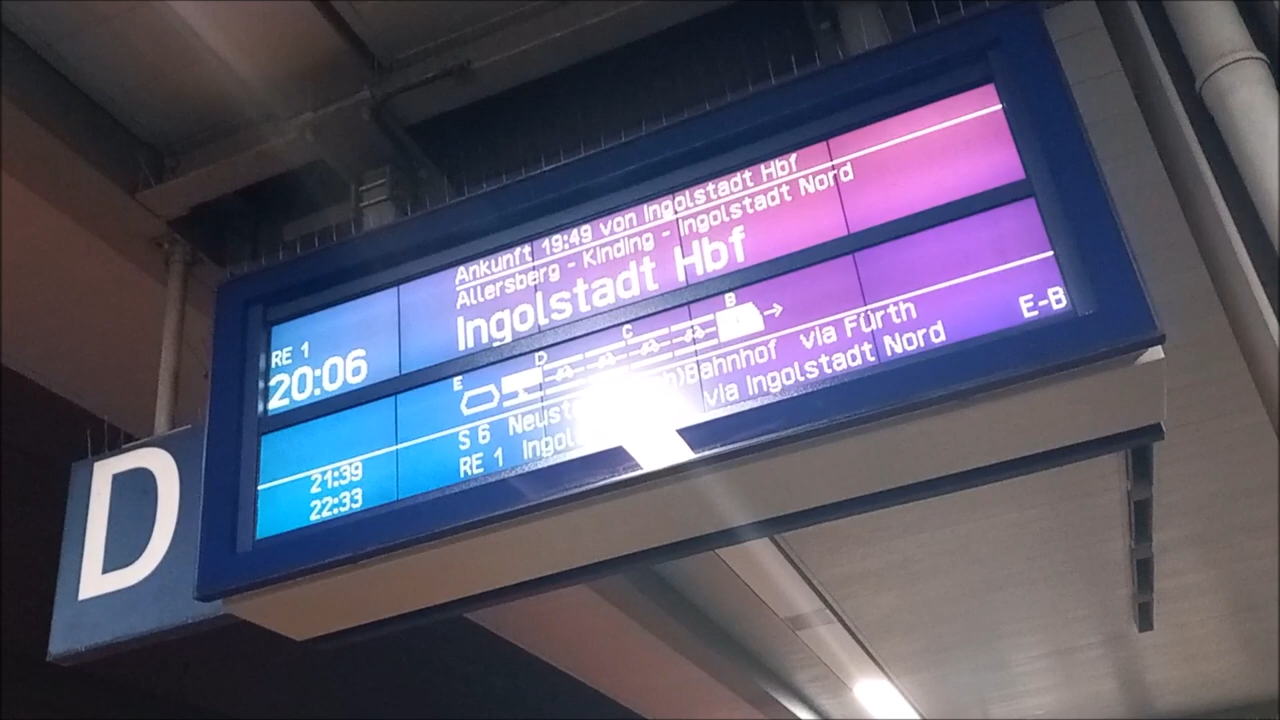 D
Ankunft 19:49 von Ingolstadt Hbf
Allersberg - Kinding - Ingolstadt Nord
RE 1
20:06 Ingolstadt Hbf
E D C B
E-B
21:39 S 6 Bahnhof via Fürth
22:33 RE 1 via Ingolstadt Nord